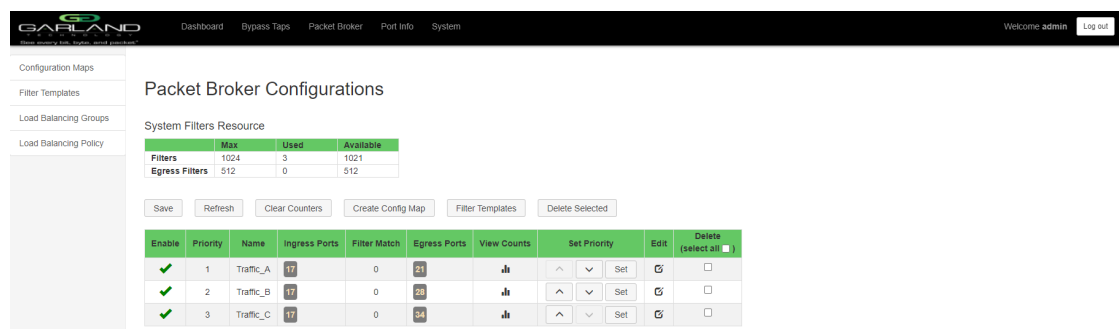 GARLAND
TECHNOLOGY
See every bit, byte, and packet®
Dashboard Bypass Taps Packet Broker Port Info System
Welcome admin Log out
Configuration Maps
Filter Templates
Load Balancing Groups
Load Balancing Policy
Packet Broker Configurations
System Filters Resource
Max Used Available
Filters 1024 3 1021
Egress Filters 512 0 512
Save Refresh Clear Counters Create Config Map Filter Templates Delete Selected
Enable Priority Name Ingress Ports Filter Match Egress Ports View Counts Set Priority Edit Delete (select all )
1 Traffic_A 17 0 21 Set
2 Traffic_B 17 0 28 Set
3 Traffic_C 17 0 34 Set